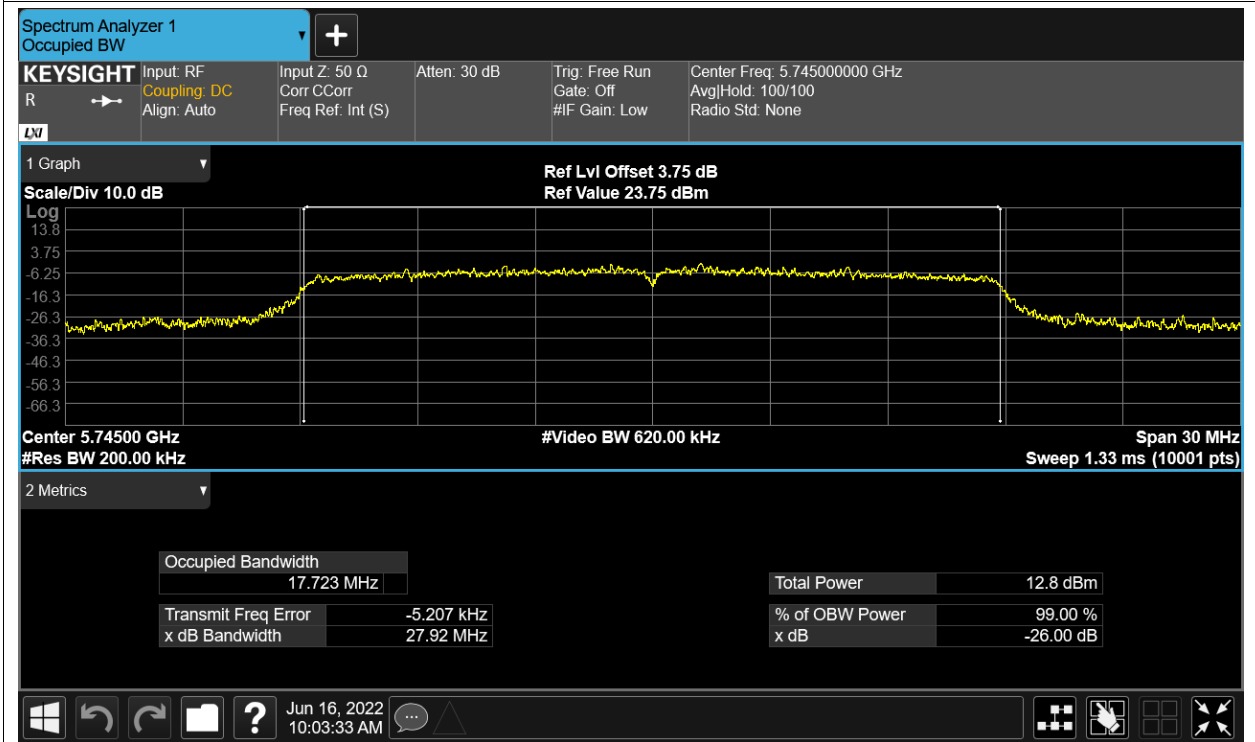 Spectrum Analyzer 1
Occupied BW
KEYSIGHT
R
LXI
Input: RF
Coupling: DC
Align: Auto
Input Z: 50 Ω
Corr CCorr
Freq Ref: Int (S)
Atten: 30 dB
Trig: Free Run
Gate: Off
#IF Gain: Low
Center Freq: 5.745000000 GHz
Avg|Hold: 100/100
Radio Std: None
1 Graph
Scale/Div 10.0 dB
Ref Lvl Offset 3.75 dB
Ref Value 23.75 dBm
Log
13.8
3.75
-6.25
-16.3
-26.3
-36.3
-46.3
-56.3
-66.3
Center 5.74500 GHz
#Video BW 620.00 kHz
Span 30 MHz
#Res BW 200.00 kHz
Sweep 1.33 ms (10001 pts)
2 Metrics
Occupied Bandwidth
17.723 MHz
Total Power 12.8 dBm
Transmit Freq Error -5.207 kHz
% of OBW Power 99.00 %
x dB Bandwidth 27.92 MHz
x dB -26.00 dB
?
Jun 16, 2022
10:03:33 AM